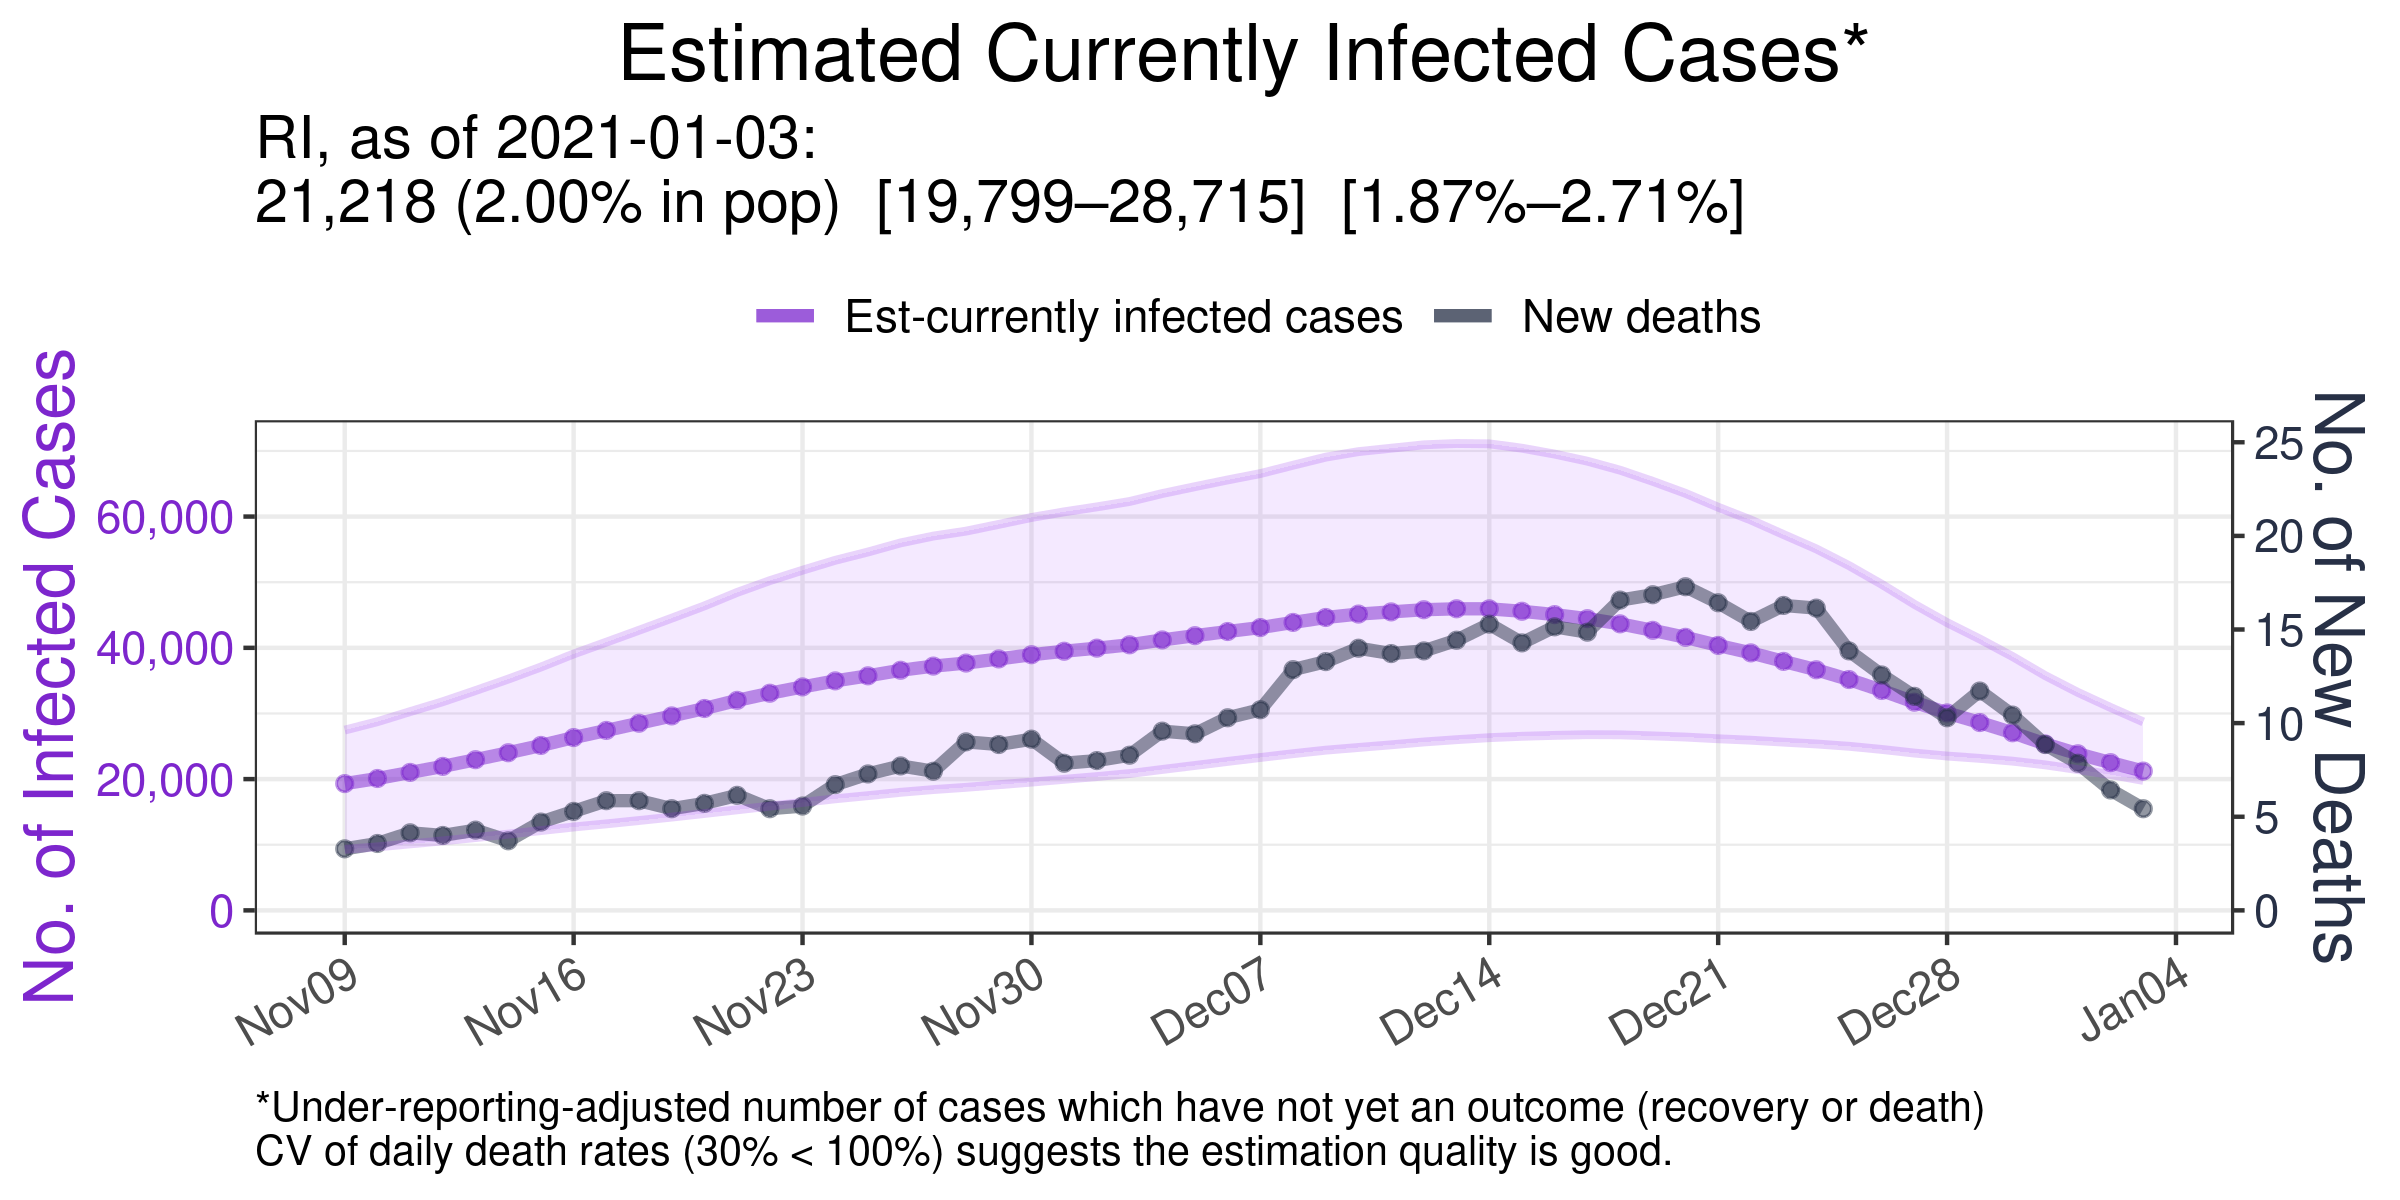 Estimated Currently Infected Cases*
RI, as of 2021-01-03:
21,218 (2.00% in pop)  [19,799–28,715]  [1.87%–2.71%]
Est-currently infected cases
New deaths
No. of Infected Cases
60,000
40,000
20,000
0
25
20
15
10
5
0
No. of New Deaths
Nov09
Nov16
Nov23
Nov30
Dec07
Dec14
Dec21
Dec28
Jan04
*Under-reporting-adjusted number of cases which have not yet an outcome (recovery or death)
CV of daily death rates (30% < 100%) suggests the estimation quality is good.